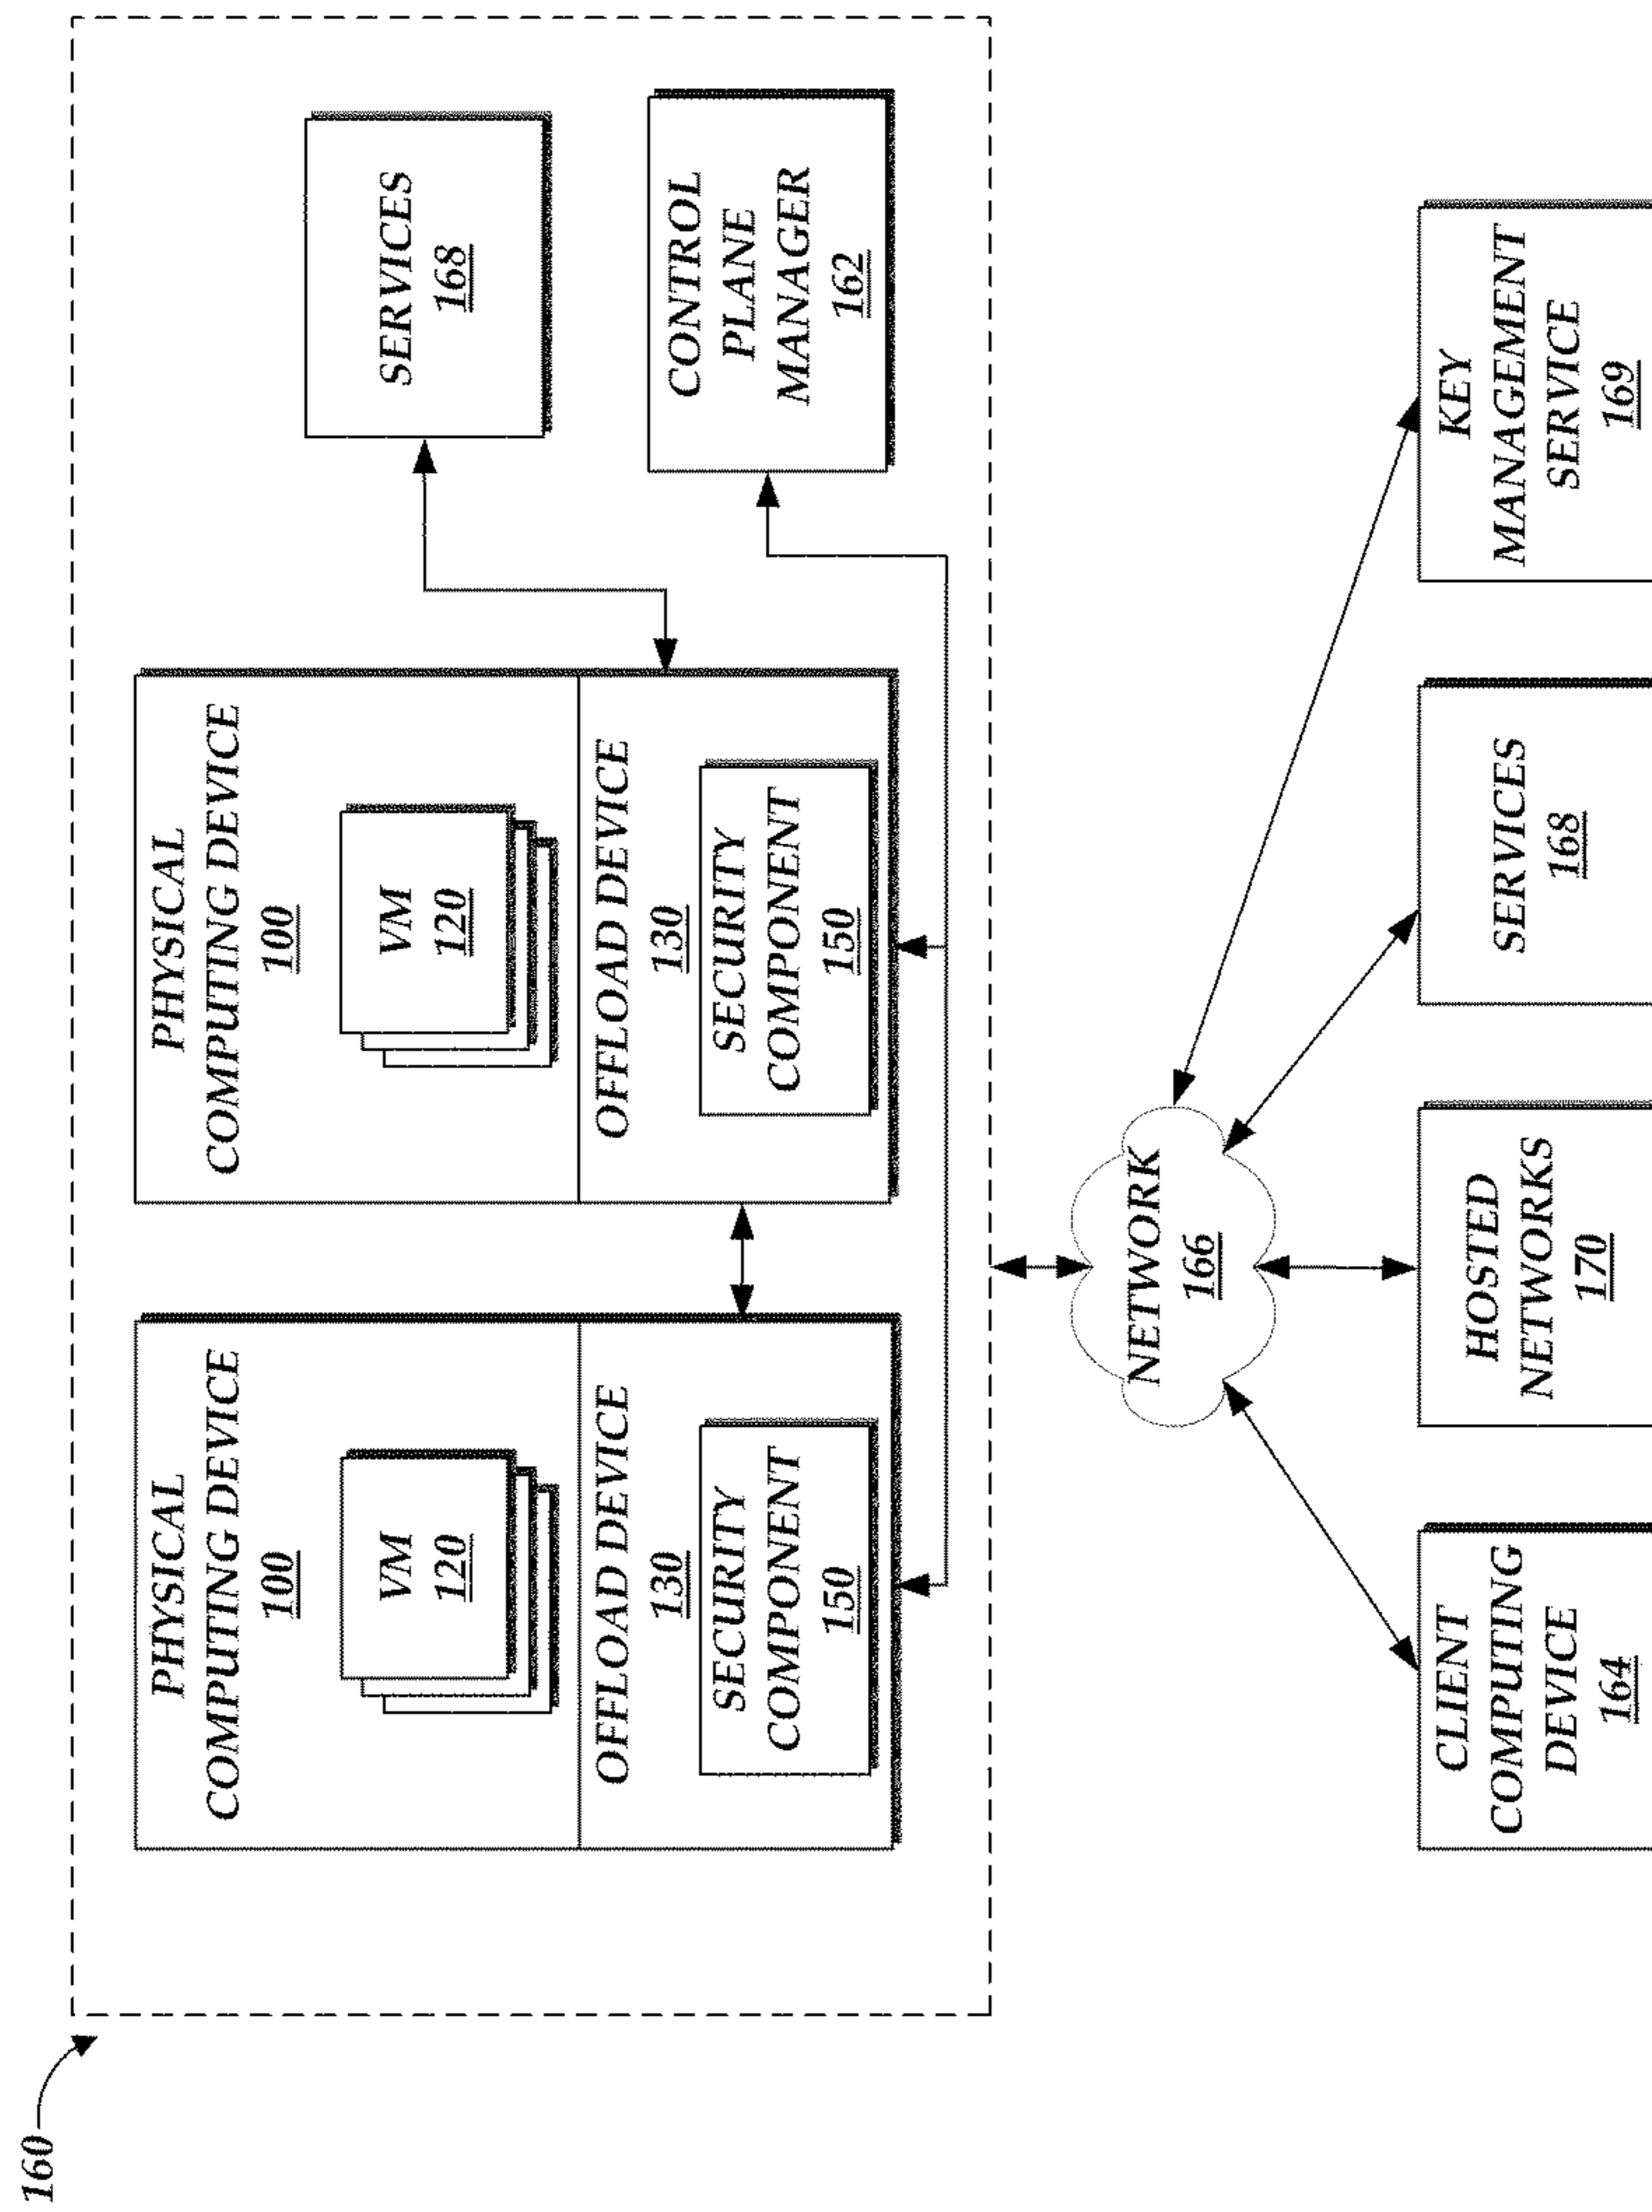 160
PHYSICAL
COMPUTING DEVICE
100
VM
120
OFFLOAD DEVICE
130
SECURITY
COMPONENT
150
PHYSICAL
COMPUTING DEVICE
100
VM
120
OFFLOAD DEVICE
130
SECURITY
COMPONENT
150
SERVICES
168
CONTROL
PLANE
MANAGER
162
NETWORK
166
CLIENT
COMPUTING
DEVICE
164
HOSTED
NETWORKS
170
SERVICES
168
KEY
MANAGEMENT
SERVICE
169